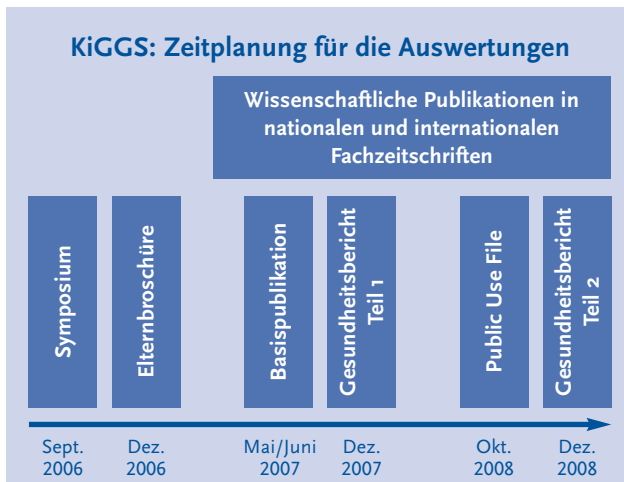 KiGGS: Zeitplanung für die Auswertungen
Wissenschaftliche Publikationen in
nationalen und internationalen
Fachzeitschriften
Symposium
Elternbroschüre
Basispublikation
Gesundheitsbericht
Teil 1
Public Use File
Gesundheitsbericht
Teil 2
Sept.
2006
Dez.
2006
Mai/Juni
2007
Dez.
2007
Okt.
2008
Dez.
2008